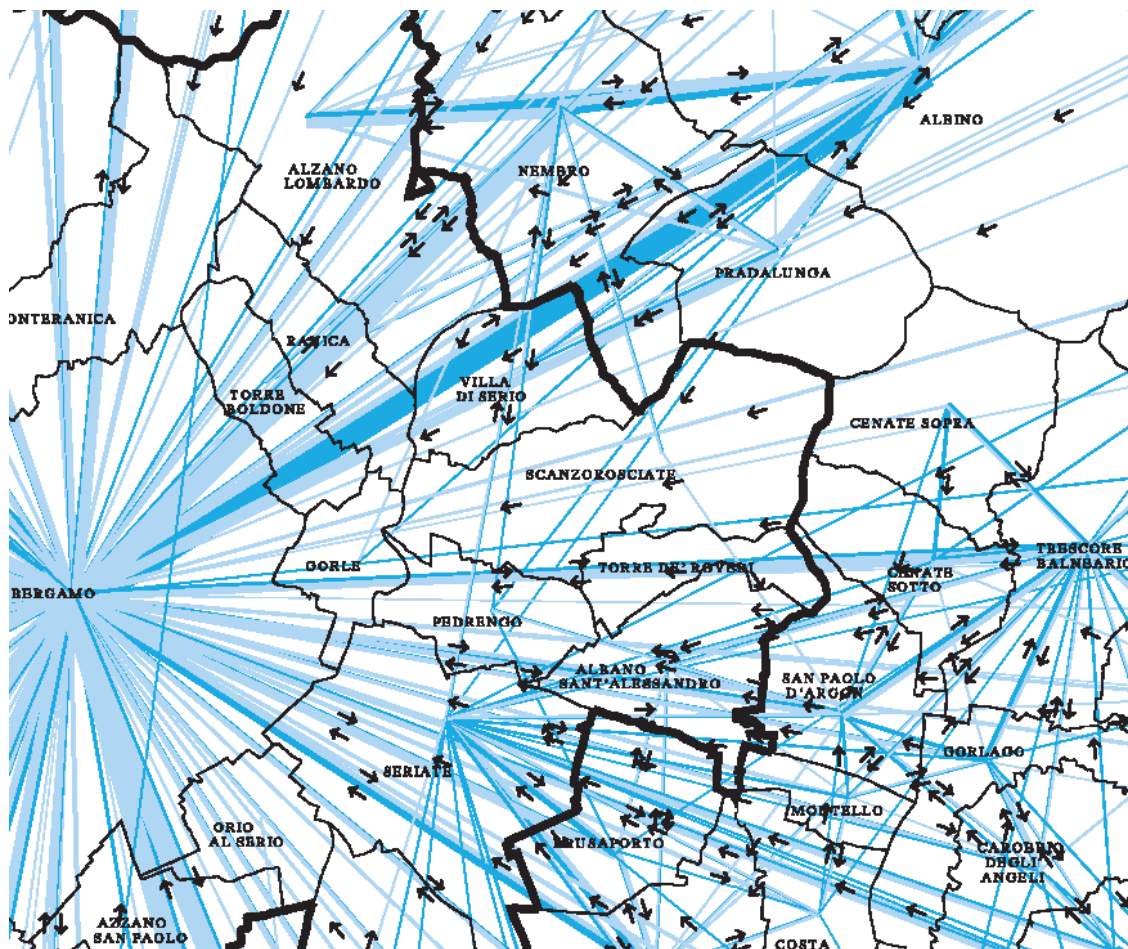 ALBINO
ALZANO
LOMBARDO
NEMBRO
PRADALUNGA
ONTERANICA
RANICA
TORRE
BOLDONE
VILLA
DI SERIO
CENATE SOPRA
SCANZOROSCIATE
TRESCORE
BALNEARIO
GORLE
TORRE DE' ROVERI
CENATE
SOTTO
BERGAMO
PEDRENGO
ALBANO
SANT'ALESSANDRO
SAN PAOLO
D'ARGON
GORLAGO
SERIATE
MONTELLO
ORIO
AL SERIO
BRUSAPORTO
CAROBBIO
DEGLI
ANGELI
AZZANO
SAN PAOLO
COSTA